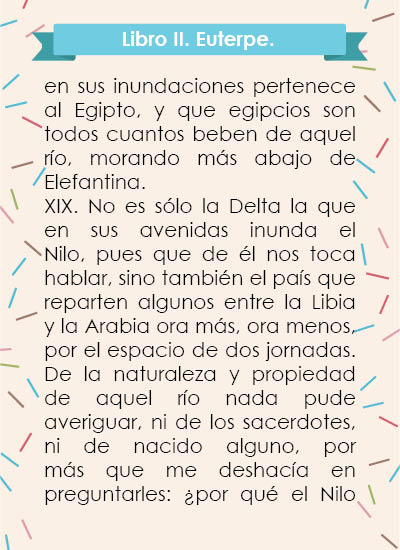 Libro II. Euterpe.
en sus inundaciones pertenece
al Egipto, y que egipcios son
todos cuantos beben de aquel
río, morando más abajo de
Elefantina.
XIX. No es sólo la Delta la que
en sus avenidas inunda el
Nilo, pues que de él nos toca
hablar, sino también el país que
reparten algunos entre la Libia
y la Arabia ora más, ora menos,
por el espacio de dos jornadas.
De la naturaleza y propiedad
de aquel río nada pude
averiguar, ni de los sacerdotes,
ni de nacido alguno, por
más que me deshacía en
preguntarles: ¿por qué el Nilo